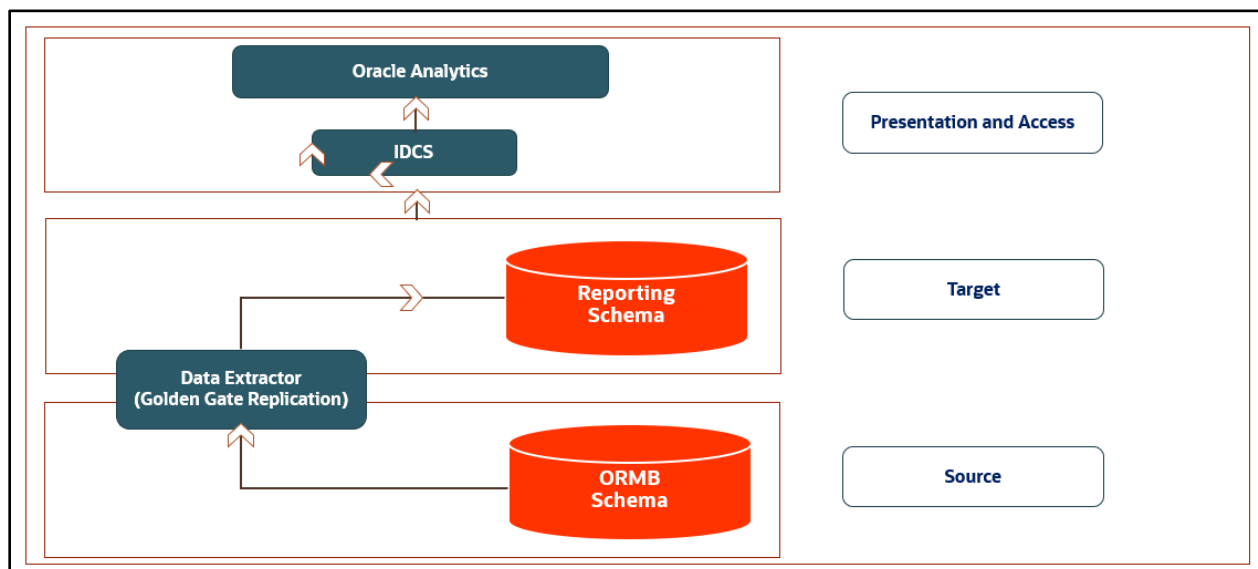 Oracle Analytics
Presentation and Access
IDCS
Reporting
Schema
Target
Data Extractor
(Golden Gate Replication)
ORMB
Schema
Source